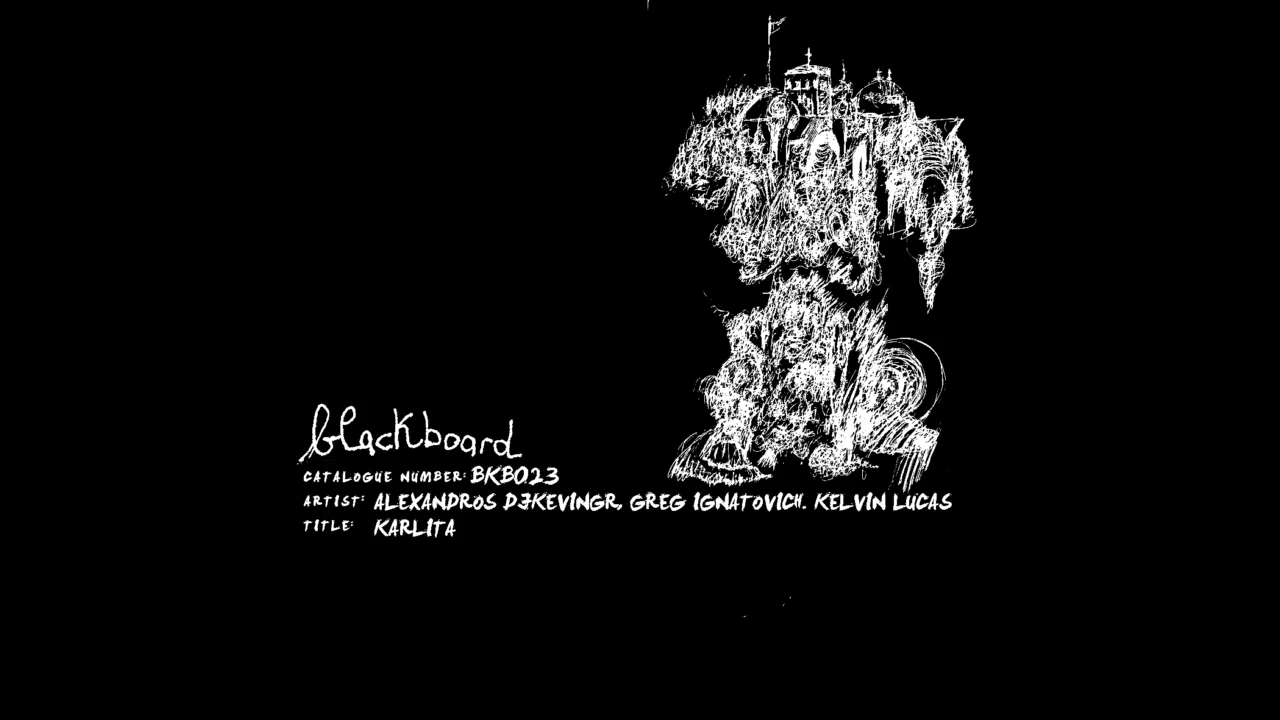 blackboard
CATALOGUE NUMBER: BKB023
ARTIST: ALEXANDROS DJKEVINGR, GREG IGNATOVICH. KELVIN LUCAS
TITLE: KARLITA